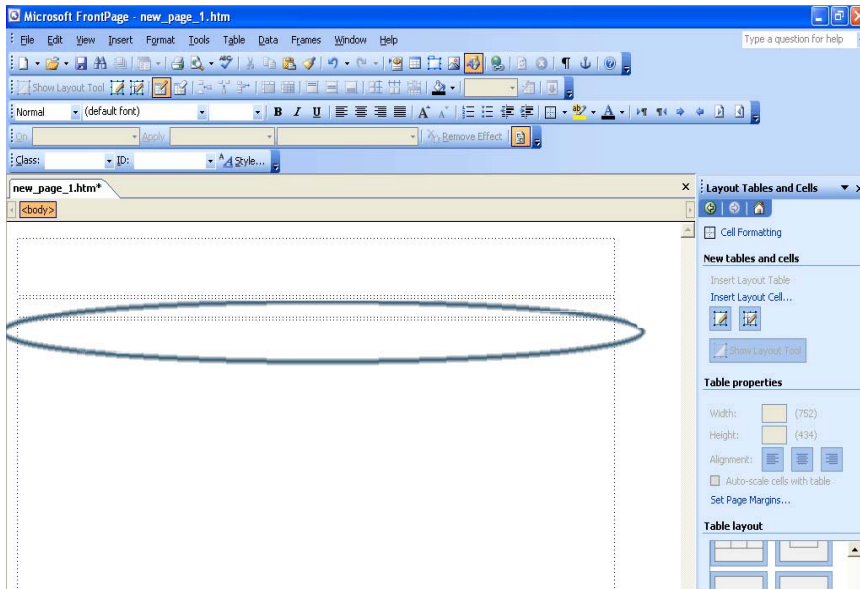 Microsoft FrontPage - new_page_1.htm
File Edit View Insert Format Tools Table Data Frames Window Help
Type a question for help
Show Layout Tool
Normal (default font) B I U A A A
On Apply Remove Effect
Class: ID: Style...
new_page_1.htm*
<body>
Layout Tables and Cells
Cell Formatting
New tables and cells
Insert Layout Table
Insert Layout Cell...
Show Layout Tool
Table properties
Width: (752)
Height: (434)
Alignment:
Auto-scale cells with table
Set Page Margins...
Table layout